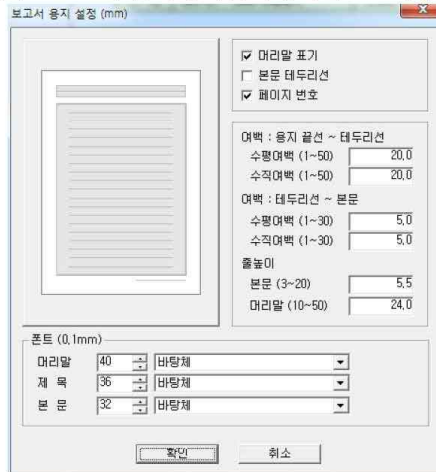 보고서 용지 설정 (mm)
머리말 표기
본문 테두리선
페이지 번호
여백 : 용지 끝선 ~ 테두리선
수평여백 (1~50) 20,0
수직여백 (1~50) 20,0
여백 : 테두리선 ~ 본문
수평여백 (1~30) 5,0
수직여백 (1~30) 5,0
줄높이
본문 (3~20) 5,5
머리말 (10~50) 24,0
폰트 (0,1mm)
머리말 40 바탕체
제 목 36 바탕체
본 문 32 바탕체
확인 취소